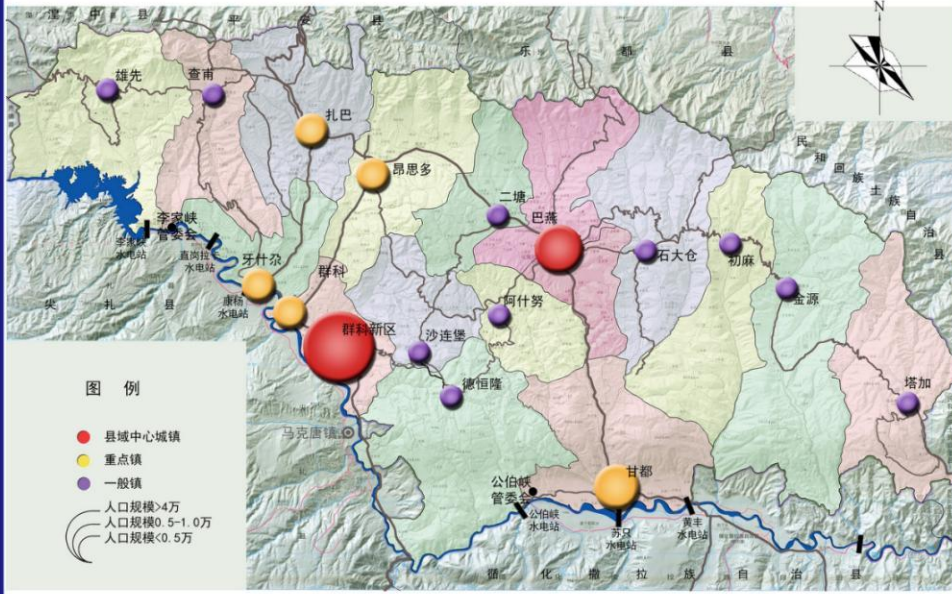 湟中县
平安县
乐都县
N
雄先
查甫
扎巴
民和回族土族自治县
昂思多
二塘
巴燕
李家峡
管委会
李家峡
水电站
直岗拉卡
水电站
石大仓
初麻
牙什尕
群科
金源
尖扎县
康杨
水电站
阿什努
群科新区
沙连堡
德恒隆
塔加
图 例
县域中心城镇
重点镇
一般镇
人口规模>4万
人口规模0.5-1.0万
人口规模<0.5万
马克唐镇
甘都
公伯峡
管委会
公伯峡
水电站
苏只
水电站
黄丰
水电站
循化撒拉族自治县